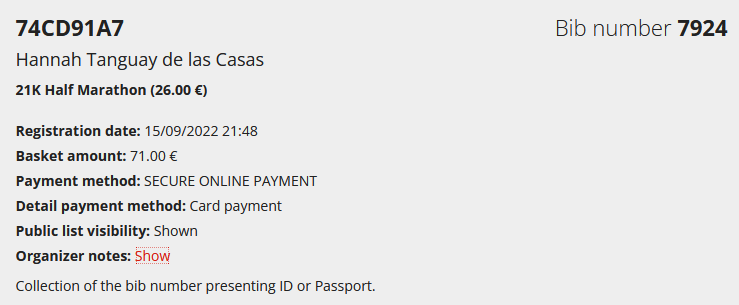 74CD91A7 Bib number 7924
Hannah Tanguay de las Casas
21K Half Marathon (26.00 €)
Registration date: 15/09/2022 21:48
Basket amount: 71.00 €
Payment method: SECURE ONLINE PAYMENT
Detail payment method: Card payment
Public list visibility: Shown
Organizer notes: Show
Collection of the bib number presenting ID or Passport.